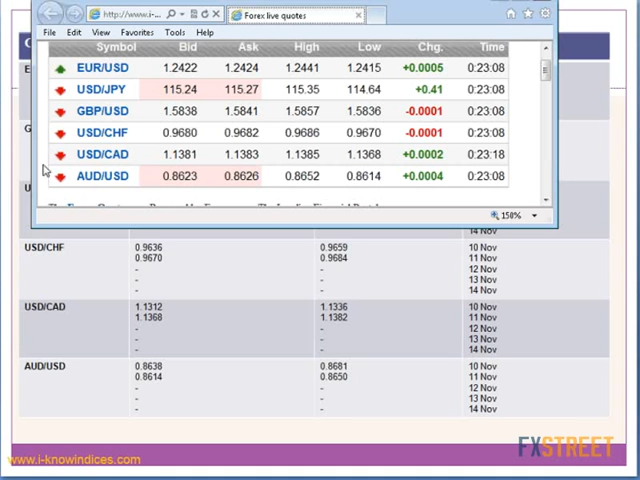 http://www.i-...
Forex live quotes
File Edit View Favorites Tools Help
Symbol Bid Ask High Low Chg. Time
EUR/USD 1.2422 1.2424 1.2441 1.2415 +0.0005 0:23:08
USD/JPY 115.24 115.27 115.35 114.64 +0.41 0:23:08
GBP/USD 1.5838 1.5841 1.5857 1.5836 -0.0001 0:23:08
USD/CHF 0.9680 0.9682 0.9686 0.9670 -0.0001 0:23:08
USD/CAD 1.1381 1.1383 1.1385 1.1368 +0.0002 0:23:18
AUD/USD 0.8623 0.8626 0.8652 0.8614 +0.0004 0:23:08
150%
14 Nov
USD/CHF 0.9636 0.9659 10 Nov
0.9670 0.9684 11 Nov
- - 12 Nov
- - 13 Nov
- - 14 Nov
USD/CAD 1.1312 1.1336 10 Nov
1.1368 1.1382 11 Nov
- - 12 Nov
- - 13 Nov
- - 14 Nov
AUD/USD 0.8638 0.8681 10 Nov
0.8614 0.8650 11 Nov
- - 12 Nov
- - 13 Nov
- - 14 Nov
FXSTREET
www.i-knowindices.com